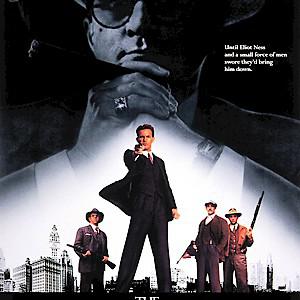 Until Eliot Ness
and a small force of men
swore they'd bring
him down.
THE